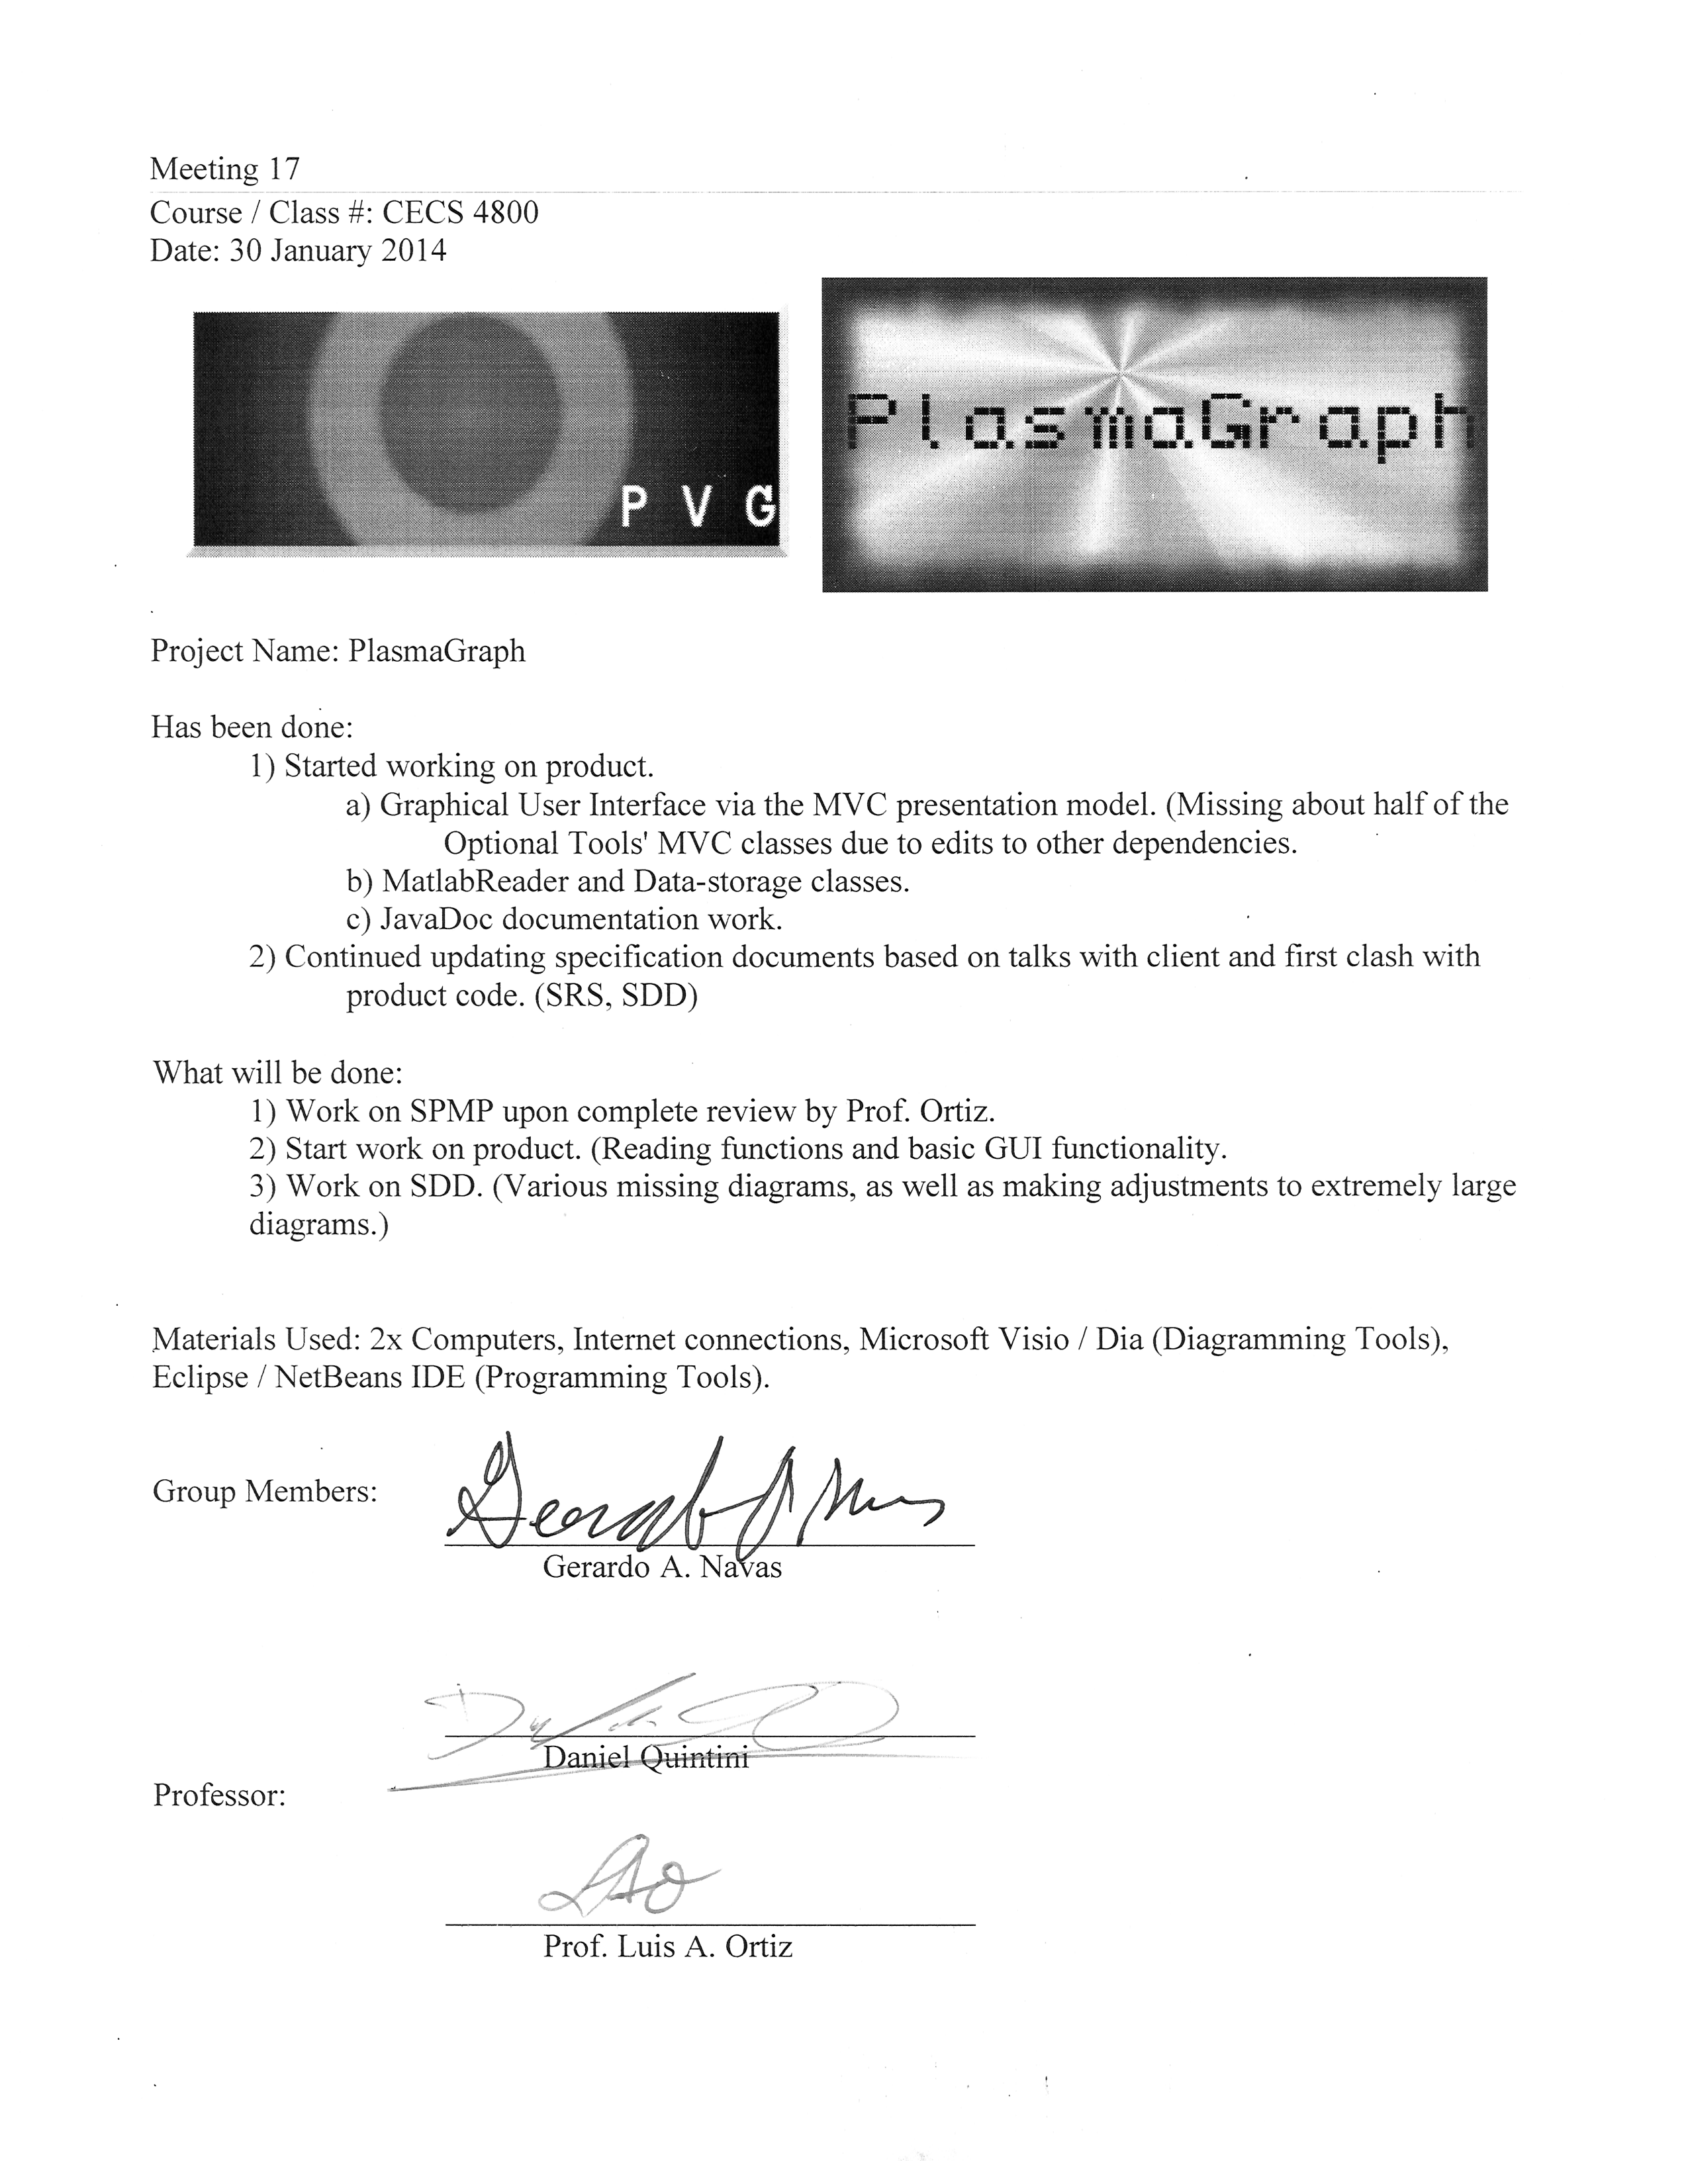 Meeting 17
Course / Class #: CECS 4800
Date: 30 January 2014
P V G
PlasmaGraph
Project Name: PlasmaGraph
Has been done:
1) Started working on product.
a) Graphical User Interface via the MVC presentation model. (Missing about half of the
Optional Tools' MVC classes due to edits to other dependencies.
b) MatlabReader and Data-storage classes.
c) JavaDoc documentation work.
2) Continued updating specification documents based on talks with client and first clash with
product code. (SRS, SDD)
What will be done:
1) Work on SPMP upon complete review by Prof. Ortiz.
2) Start work on product. (Reading functions and basic GUI functionality.
3) Work on SDD. (Various missing diagrams, as well as making adjustments to extremely large
diagrams.)
Materials Used: 2x Computers, Internet connections, Microsoft Visio / Dia (Diagramming Tools),
Eclipse / NetBeans IDE (Programming Tools).
Group Members:
Gerardo A. Navas
Daniel Quintini
Professor:
LAO
Prof. Luis A. Ortiz